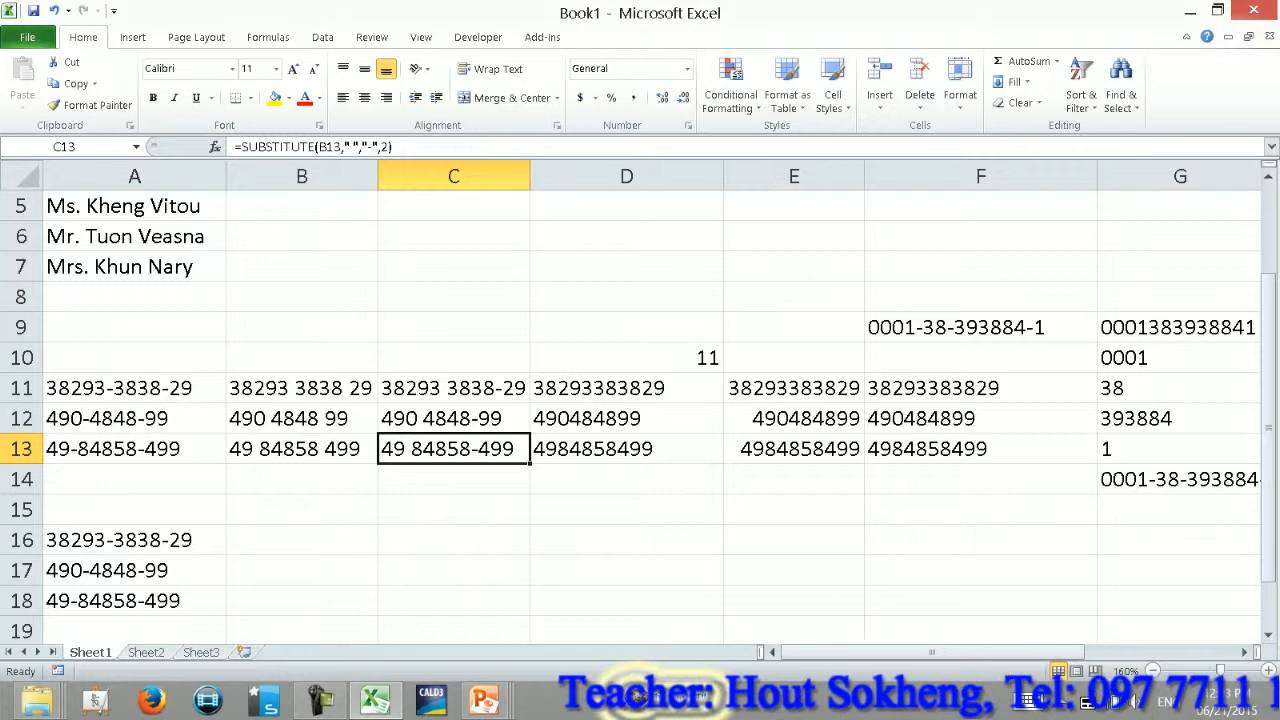 Book1 - Microsoft Excel
File Home Insert Page Layout Formulas Data Review View Developer Add-Ins
Paste Cut Copy Format Painter
Calibri 11
B I U A
Wrap Text
Merge & Center
General
$ % ,
Conditional Formatting Format as Table Cell Styles
Insert Delete Format
Σ AutoSum Fill Clear
Sort & Filter Find & Select
Clipboard Font Alignment Number Styles Cells Editing
C13 fx =SUBSTITUTE(B13," ","-",2)
A B C D E F G
5 Ms. Kheng Vitou
6 Mr. Tuon Veasna
7 Mrs. Khun Nary
8
9 0001-38-393884-1 0001383938841
10 11 0001
11 38293-3838-29 38293 3838 29 38293 3838-29 38293383829 38293383829 38293383829 38
12 490-4848-99 490 4848 99 490 4848-99 490484899 490484899 490484899 393884
13 49-84858-499 49 84858 499 49 84858-499 4984858499 4984858499 4984858499 1
14 0001-38-393884-
15
16 38293-3838-29
17 490-4848-99
18 49-84858-499
19
Sheet1 Sheet2 Sheet3
Ready 160%
CALD3
Teacher: Hout Sokheng, Tel:
06/21/2015